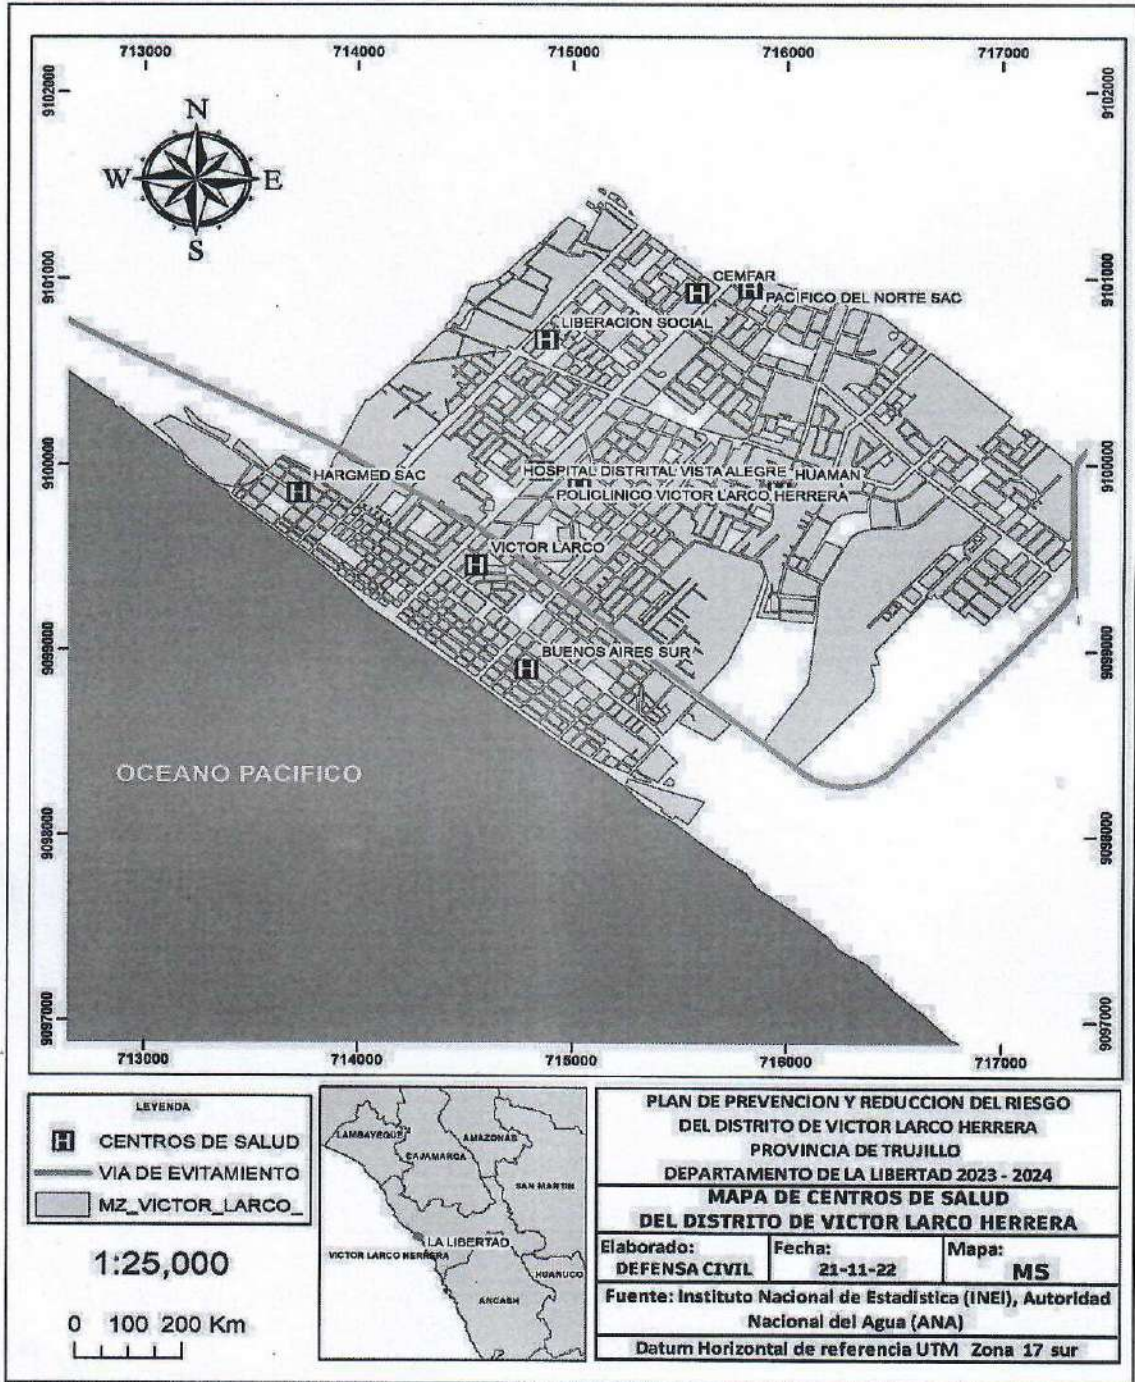 713000 714000 715000 716000 717000
9102000 9102000
N
W E
S
9101000 9101000
CEMFAR
PACIFICO DEL NORTE SAC
LIBERACION SOCIAL
9100000 9100000
HARGMED SAC
HOSPITAL DISTRITAL VISTA ALEGRE HUAMAN
POLICLINICO VICTOR LARCO HERRERA
VICTOR LARCO
9099000 9099000
BUENOS AIRES SUR
OCEANO PACIFICO
9098000 9098000
9097000 9097000
713000 714000 715000 716000 717000
LEYENDA
H CENTROS DE SALUD
VIA DE EVITAMIENTO
MZ_VICTOR_LARCO_
1:25,000
0 100 200 Km
LAMBAYEQUE
AMAZONAS
CAJAMARCA
SAN MARTIN
LA LIBERTAD
VICTOR LARCO HERRERA
HUANUCO
ANCASH
PLAN DE PREVENCION Y REDUCCION DEL RIESGO
DEL DISTRITO DE VICTOR LARCO HERRERA
PROVINCIA DE TRUJILLO
DEPARTAMENTO DE LA LIBERTAD 2023 - 2024
MAPA DE CENTROS DE SALUD
DEL DISTRITO DE VICTOR LARCO HERRERA
Elaborado: Fecha: Mapa:
DEFENSA CIVIL 21-11-22 MS
Fuente: Instituto Nacional de Estadistica (INEI), Autoridad
Nacional del Agua (ANA)
Datum Horizontal de referencia UTM Zona 17 sur